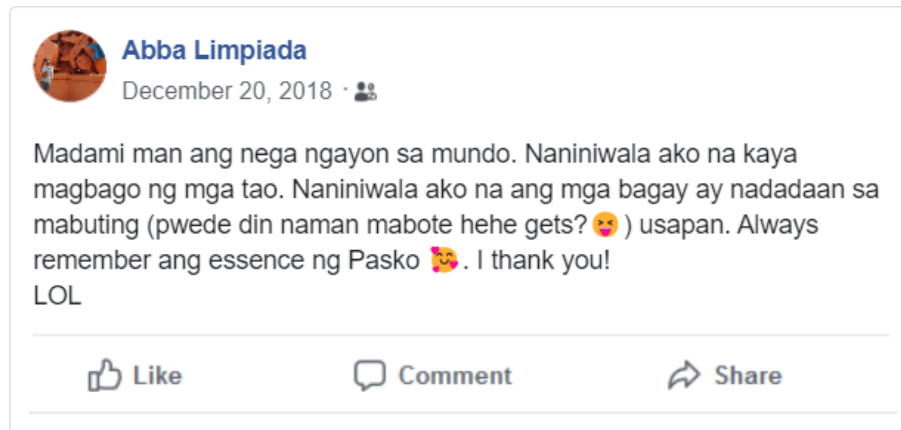 Abba Limpiada
December 20, 2018 ·
Madami man ang nega ngayon sa mundo. Naniniwala ako na kaya
magbago ng mga tao. Naniniwala ako na ang mga bagay ay nadadaan sa
mabuting (pwede din naman mabote hehe gets?😝) usapan. Always
remember ang essence ng Pasko 🥰. I thank you!
LOL
Like Comment Share